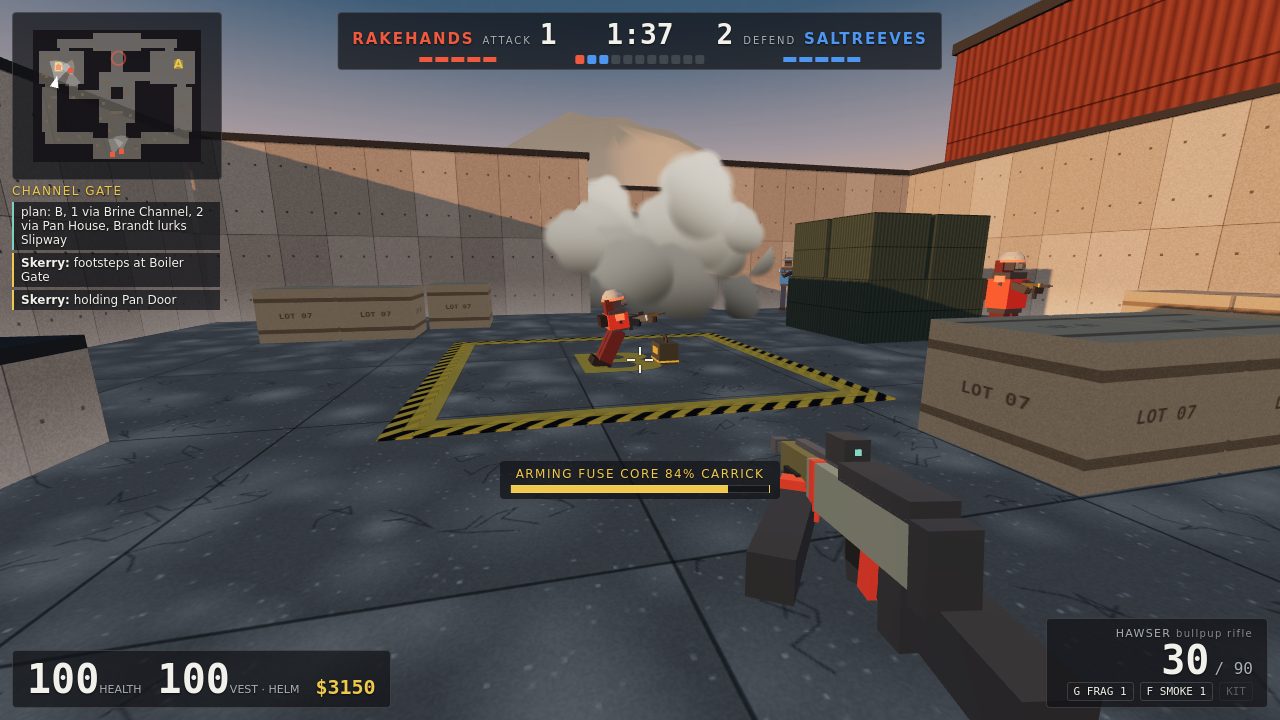 RAKEHANDS ATTACK 1 1:37 2 DEFEND SALTREEVES
B
A
CHANNEL GATE
plan: B, 1 via Brine Channel, 2
via Pan House, Brandt lurks
Slipway
Skerry: footsteps at Boiler
Gate
Skerry: holding Pan Door
LOT 07
LOT 07
LOT 07
LOT 07
LOT 07
ARMING FUSE CORE 84% CARRICK
100 HEALTH 100 VEST · HELM $3150
HAWSER bullpup rifle
30 / 90
G FRAG 1 F SMOKE 1 KIT